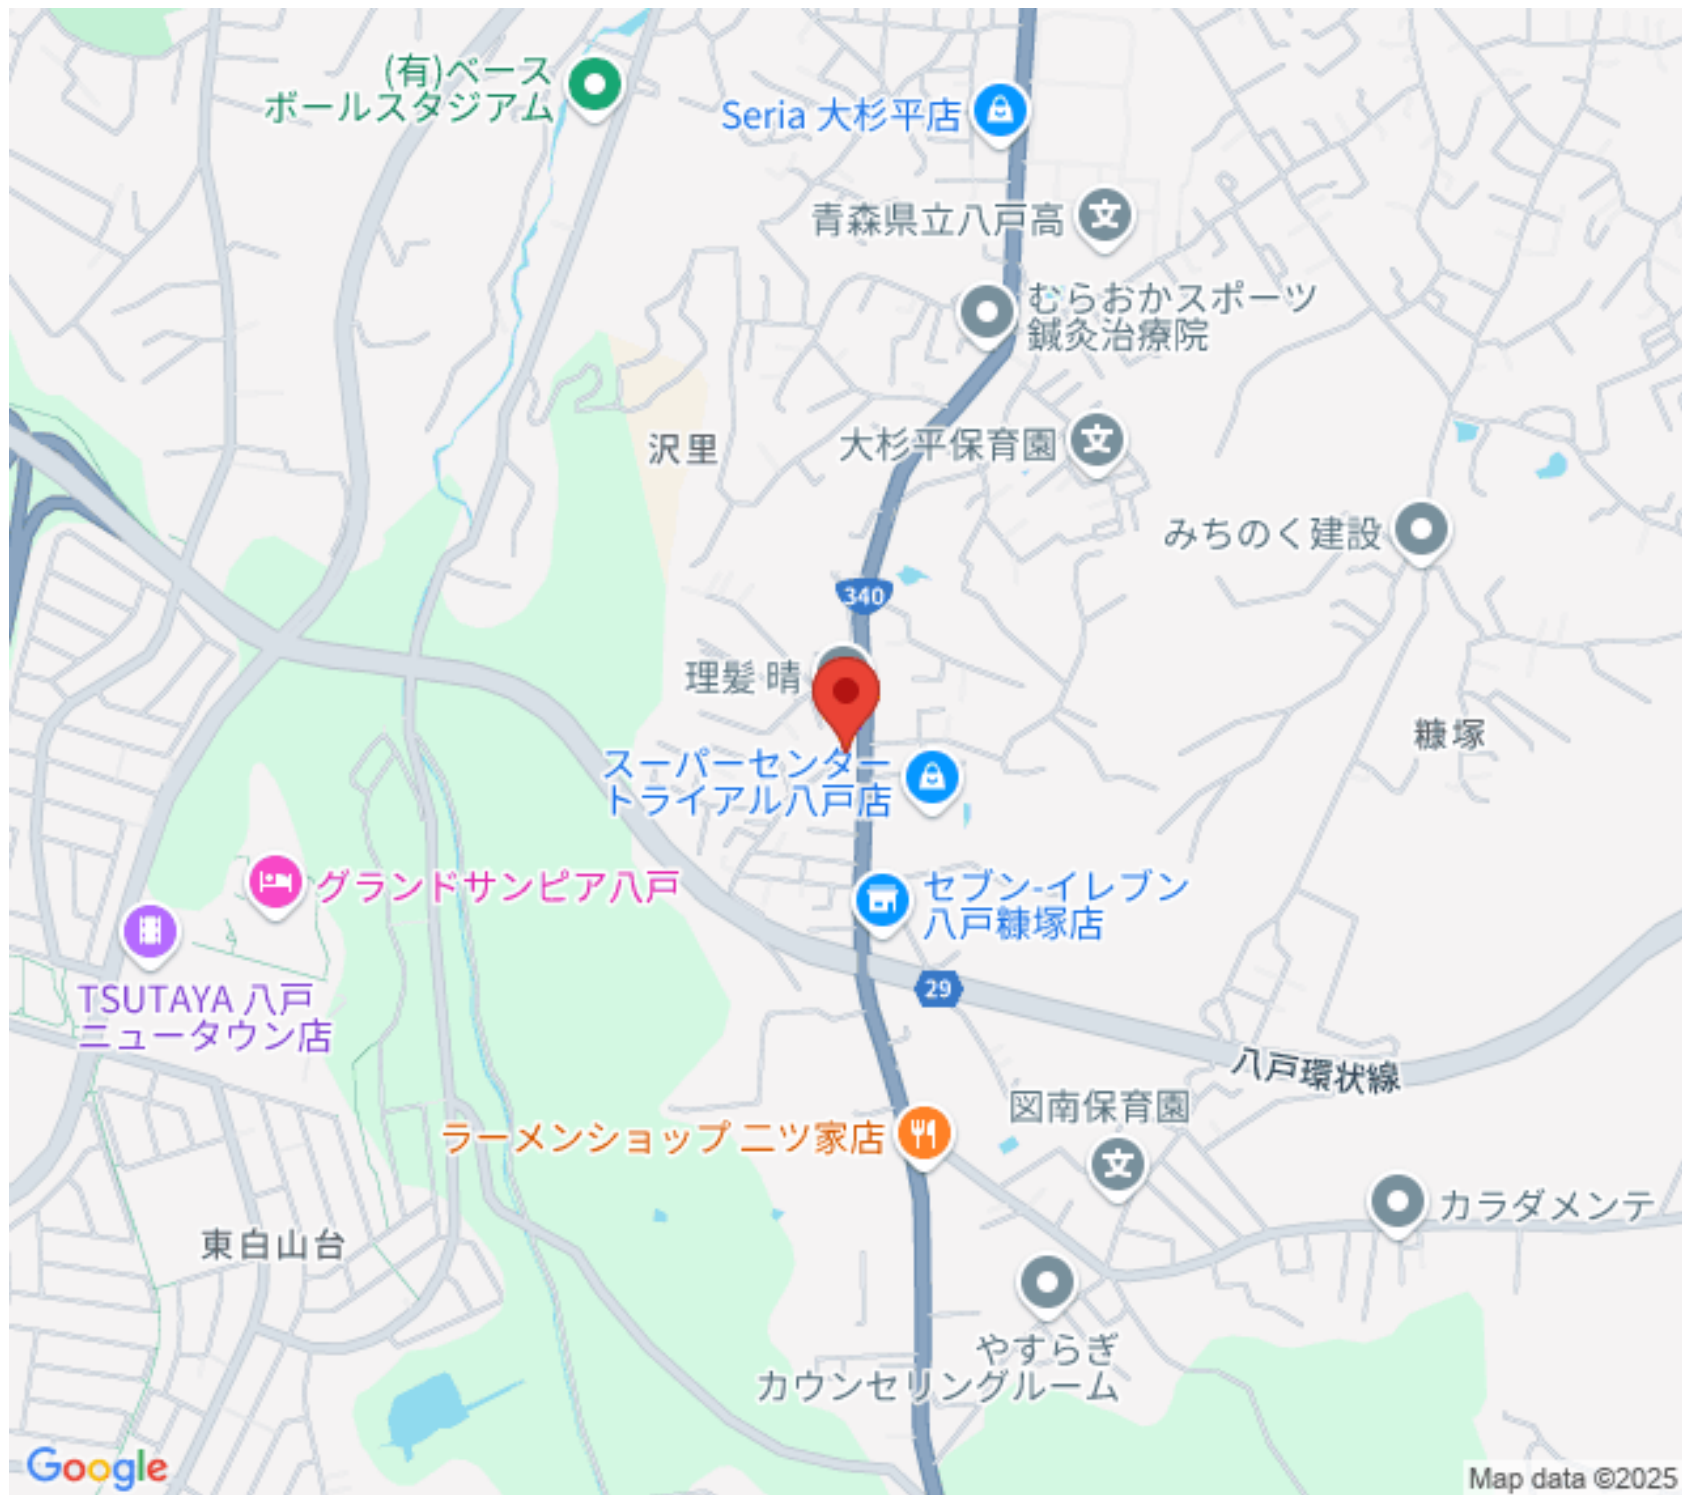 (有)ベース
ボールスタジアム
Seria 大杉平店
青森県立八戸高
むらおかスポーツ
鍼灸治療院
沢里
大杉平保育園
みちのく建設
340
理髪 晴
糠塚
スーパーセンター
トライアル八戸店
グランドサンピア八戸
セブン-イレブン
八戸糠塚店
TSUTAYA 八戸
ニュータウン店
29
八戸環状線
図南保育園
ラーメンショップ 二ツ家店
カラダメンテ
東白山台
やすらぎ
カウンセリングルーム
Google
Map data ©2025